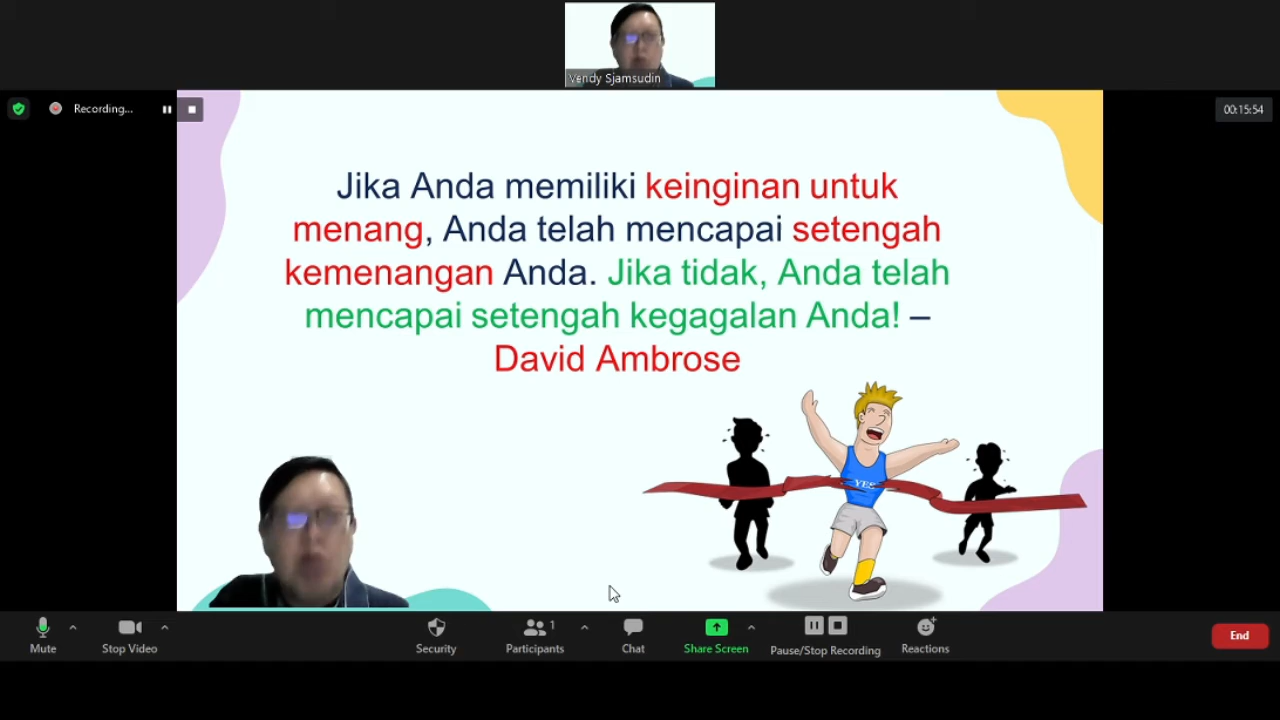 Vendy Sjamsudin
Recording...
00:15:54
Jika Anda memiliki keinginan untuk
menang, Anda telah mencapai setengah
kemenangan Anda. Jika tidak, Anda telah
mencapai setengah kegagalan Anda! –
David Ambrose
YES
Mute
Stop Video
Security
Participants 1
Chat
Share Screen
Pause/Stop Recording
Reactions
End